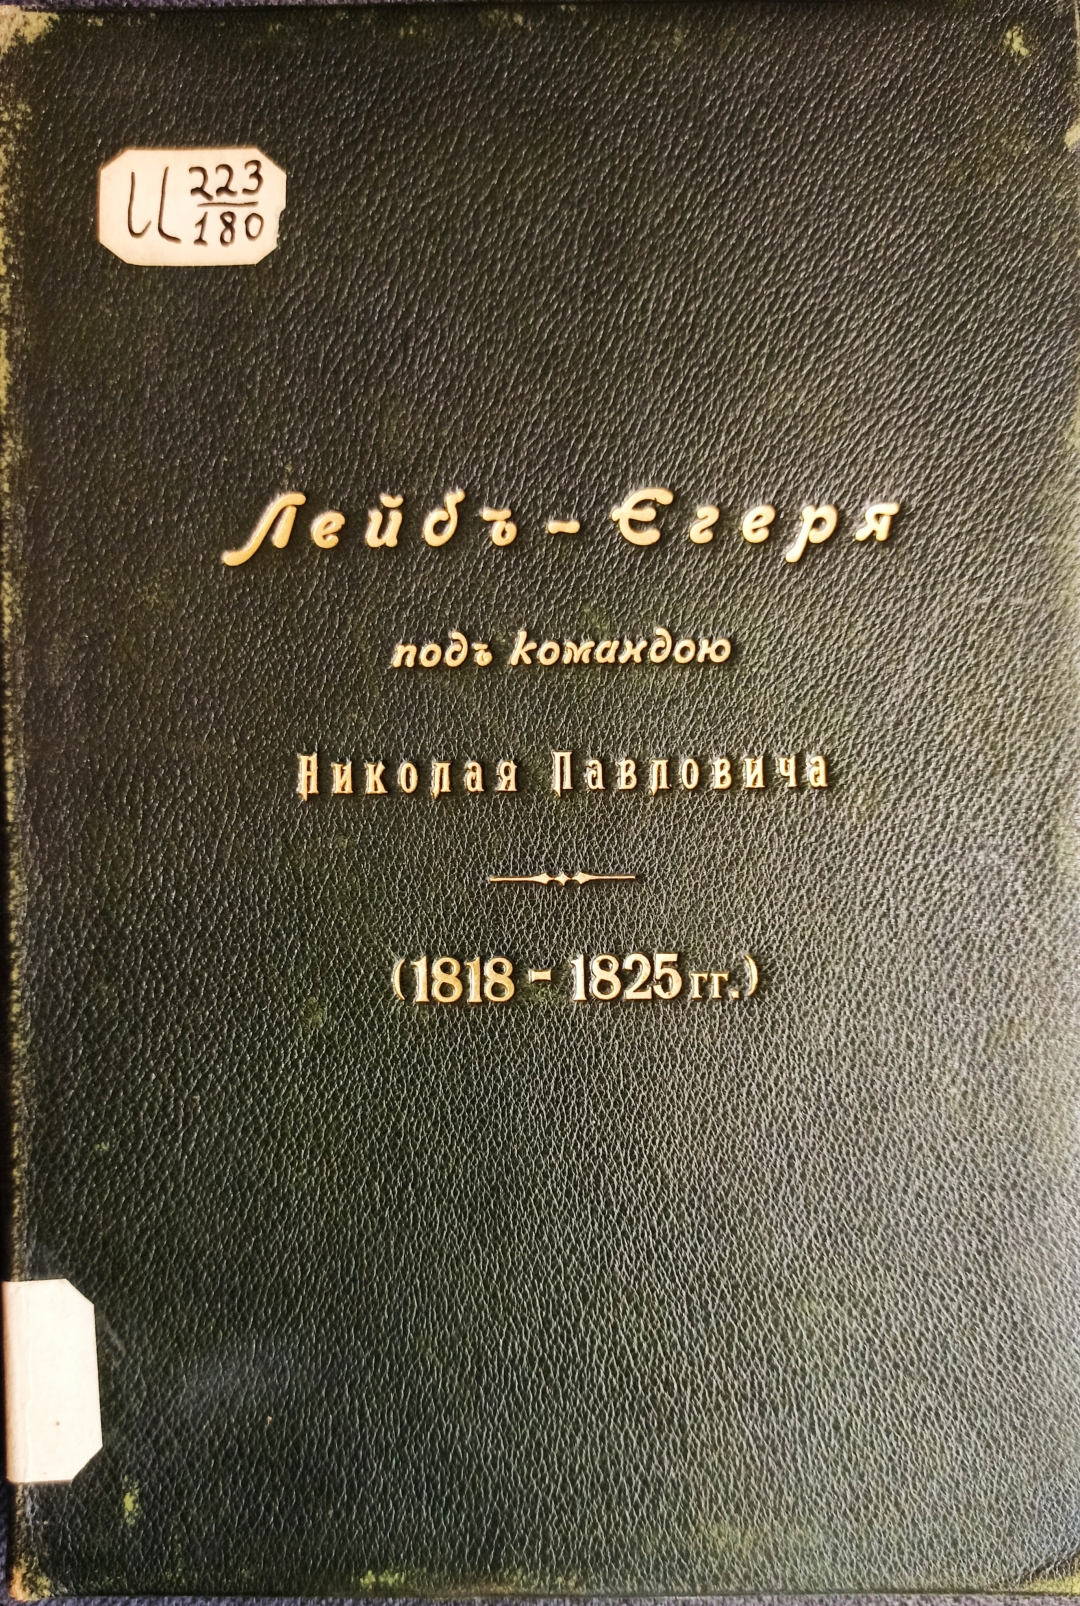 И 223
180
Лейбъ-Егеря
подъ командою
Николая Павловича
(1818-1825 гг.)